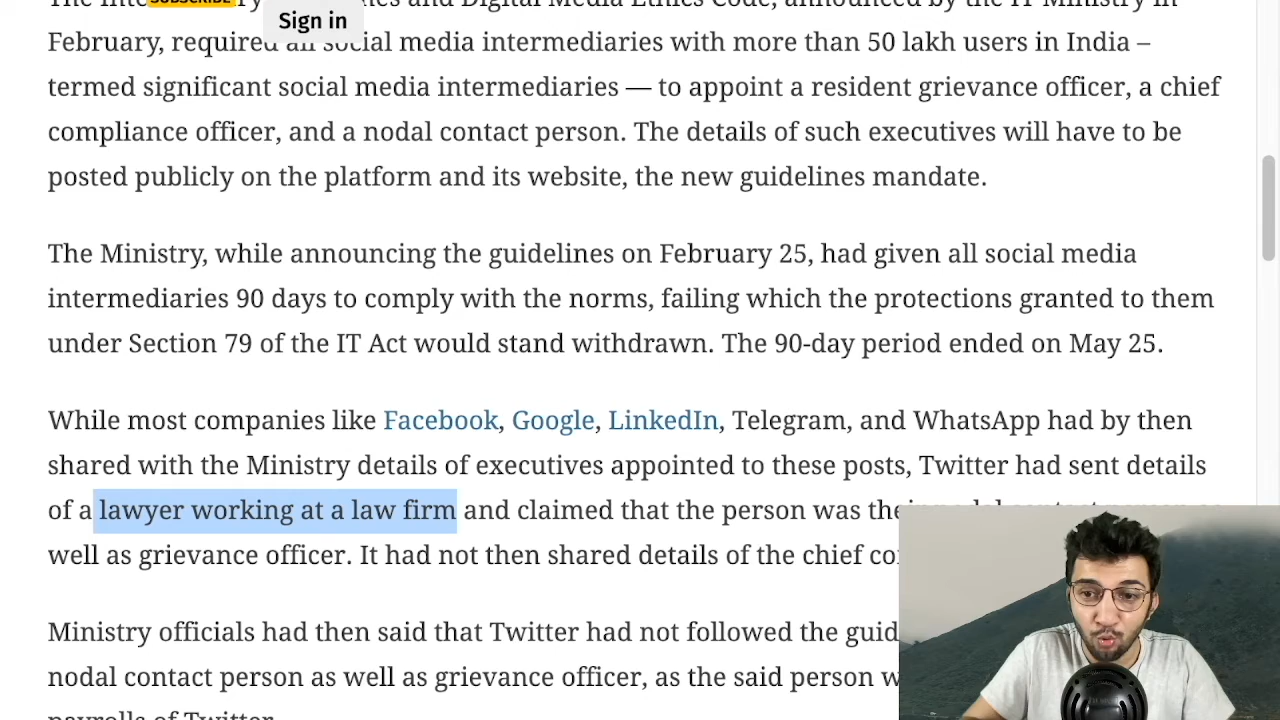 SUBSCRIBE
Sign in
February, required all social media intermediaries with more than 50 lakh users in India –
termed significant social media intermediaries — to appoint a resident grievance officer, a chief
compliance officer, and a nodal contact person. The details of such executives will have to be
posted publicly on the platform and its website, the new guidelines mandate.
The Ministry, while announcing the guidelines on February 25, had given all social media
intermediaries 90 days to comply with the norms, failing which the protections granted to them
under Section 79 of the IT Act would stand withdrawn. The 90-day period ended on May 25.
While most companies like Facebook, Google, LinkedIn, Telegram, and WhatsApp had by then
shared with the Ministry details of executives appointed to these posts, Twitter had sent details
of a lawyer working at a law firm and claimed that the person was
well as grievance officer. It had not then shared details of the chief
Ministry officials had then said that Twitter had not followed the
nodal contact person as well as grievance officer, as the said person
payrolls of Twitter